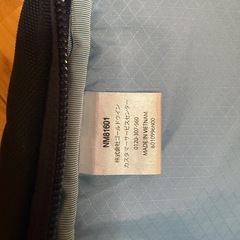 NM81601
株式会社ゴールドウイン
カスタマーサービスセンター
0120-307-560
MADE IN VIETNAM